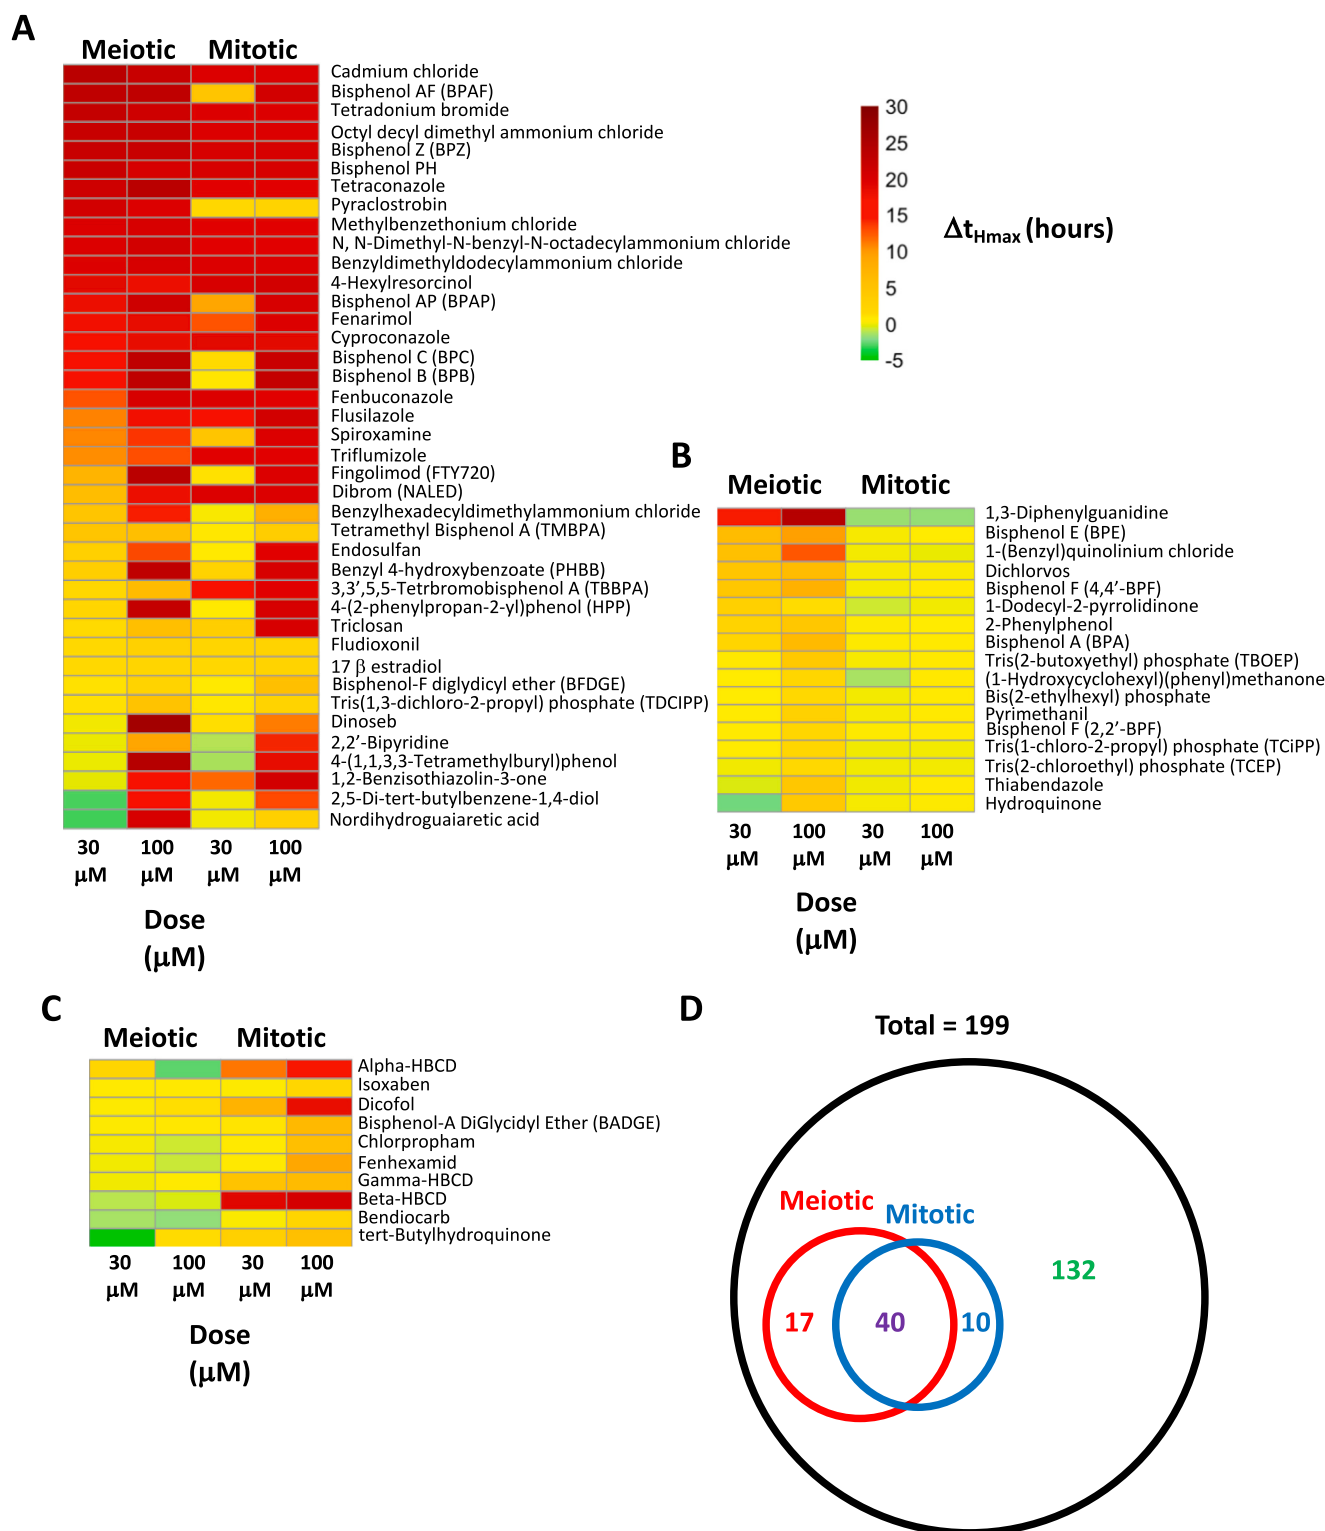 A
Meiotic Mitotic
Cadmium chloride
Bisphenol AF (BPAF)
Tetradonium bromide
Octyl decyl dimethyl ammonium chloride
Bisphenol Z (BPZ)
Bisphenol PH
Tetraconazole
Pyraclostrobin
Methylbenzethonium chloride
N, N-Dimethyl-N-benzyl-N-octadecylammonium chloride
Benzyldimethyldodecylammonium chloride
4-Hexylresorcinol
Bisphenol AP (BPAP)
Fenarimol
Cyproconazole
Bisphenol C (BPC)
Bisphenol B (BPB)
Fenbuconazole
Flusilazole
Spiroxamine
Triflumizole
Fingolimod (FTY720)
Dibrom (NALED)
Benzylhexadecyldimethylammonium chloride
Tetramethyl Bisphenol A (TMBPA)
Endosulfan
Benzyl 4-hydroxybenzoate (PHBB)
3,3’,5,5-Tetrbromobisphenol A (TBBPA)
4-(2-phenylpropan-2-yl)phenol (HPP)
Triclosan
Fludioxonil
17 β estradiol
Bisphenol-F diglydicyl ether (BFDGE)
Tris(1,3-dichloro-2-propyl) phosphate (TDCIPP)
Dinoseb
2,2’-Bipyridine
4-(1,1,3,3-Tetramethylburyl)phenol
1,2-Benzisothiazolin-3-one
2,5-Di-tert-butylbenzene-1,4-diol
Nordihydroguaiaretic acid
30 100 30 100
μM μM μM μM
Dose
(μM)
30
25
20
15
10
5
0
-5
ΔtHmax (hours)
B
Meiotic Mitotic
1,3-Diphenylguanidine
Bisphenol E (BPE)
1-(Benzyl)quinolinium chloride
Dichlorvos
Bisphenol F (4,4’-BPF)
1-Dodecyl-2-pyrrolidinone
2-Phenylphenol
Bisphenol A (BPA)
Tris(2-butoxyethyl) phosphate (TBOEP)
(1-Hydroxycyclohexyl)(phenyl)methanone
Bis(2-ethylhexyl) phosphate
Pyrimethanil
Bisphenol F (2,2’-BPF)
Tris(1-chloro-2-propyl) phosphate (TCiPP)
Tris(2-chloroethyl) phosphate (TCEP)
Thiabendazole
Hydroquinone
30 100 30 100
μM μM μM μM
Dose
(μM)
C
Meiotic Mitotic
Alpha-HBCD
Isoxaben
Dicofol
Bisphenol-A DiGlycidyl Ether (BADGE)
Chlorpropham
Fenhexamid
Gamma-HBCD
Beta-HBCD
Bendiocarb
tert-Butylhydroquinone
30 100 30 100
μM μM μM μM
Dose
(μM)
D
Total = 199
Meiotic
Mitotic
132
17 40 10